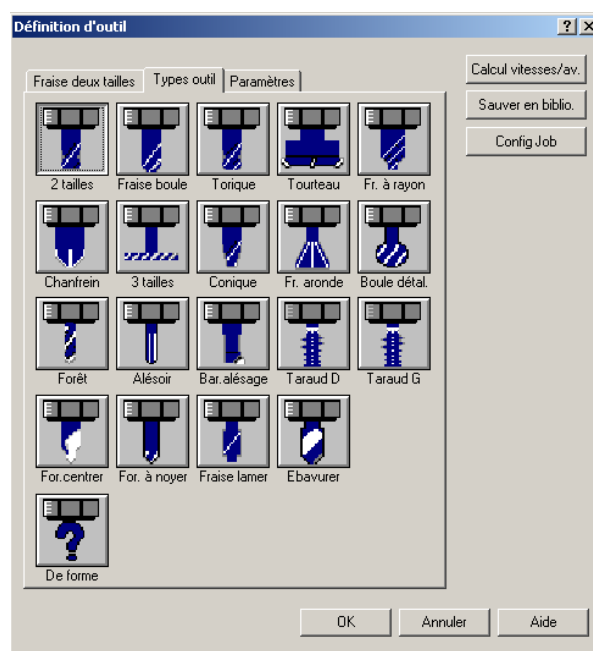 Définition d'outil
Fraise deux tailles Types outil Paramètres
Calcul vitesses/av.
Sauver en biblio.
Config Job
2 tailles Fraise boule Torique Tourteau Fr. à rayon
Chanfrein 3 tailles Conique Fr. aronde Boule détal.
Forêt Alésoir Bar.alésage Taraud D Taraud G
For.centrer For. à noyer Fraise lamer Ebavurer
De forme
OK Annuler Aide